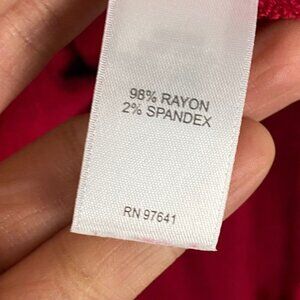 98% RAYON
2% SPANDEX
RN 97641